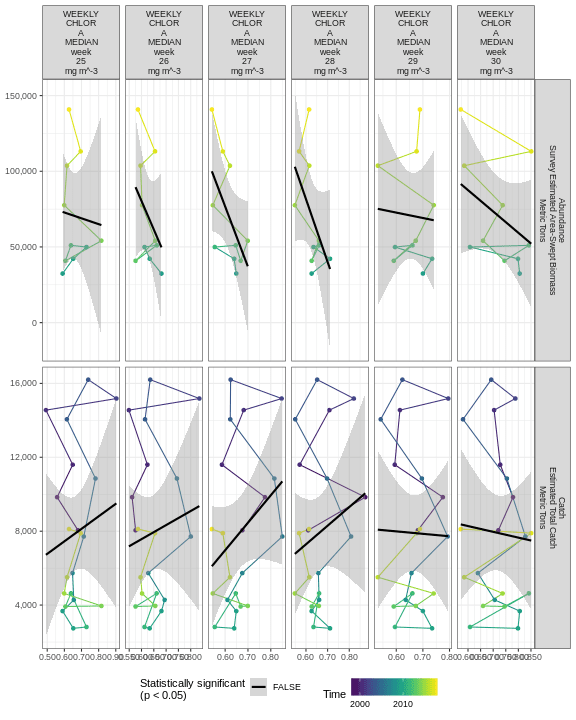 WEEKLY
CHLOR
A
MEDIAN
week
25
mg m^-3
WEEKLY
CHLOR
A
MEDIAN
week
26
mg m^-3
WEEKLY
CHLOR
A
MEDIAN
week
27
mg m^-3
WEEKLY
CHLOR
A
MEDIAN
week
28
mg m^-3
WEEKLY
CHLOR
A
MEDIAN
week
29
mg m^-3
WEEKLY
CHLOR
A
MEDIAN
week
30
mg m^-3
150,000
100,000
50,000
0
Abundance
Survey Estimated Area-Swept Biomass
Metric Tons
16,000
12,000
8,000
4,000
Catch
Estimated Total Catch
Metric Tons
0.60 0.70 0.80
0.60 0.70 0.80
0.60 0.70
Statistically significant
(p < 0.05)
FALSE
Time
2000 2010